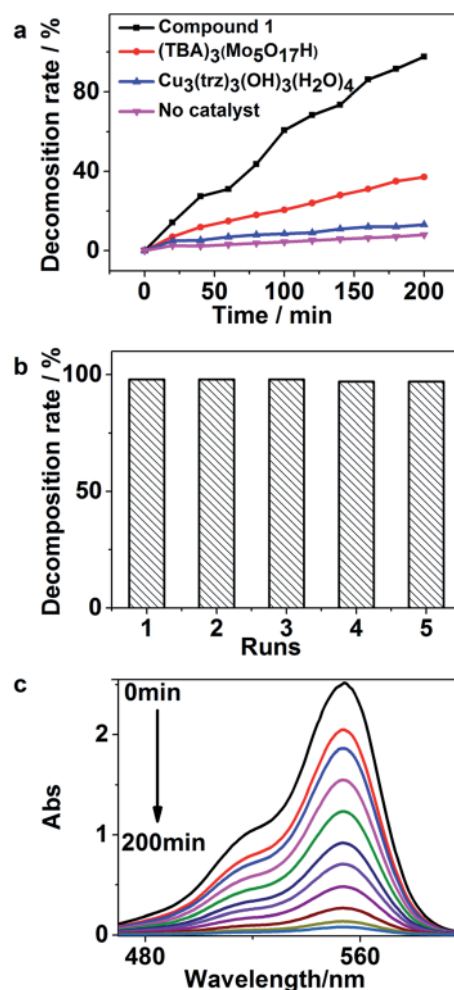 a
Decomosition rate / %
80
40
0
Compound 1
(TBA)₃(Mo₅O₁₇H)
Cu₃(trz)₃(OH)₃(H₂O)₄
No catalyst
0 50 100 150 200
Time / min
b
Decomposition rate / %
100
50
0
1 2 3 4 5
Runs
c
Abs
2
1
0
0min
200min
480 560
Wavelength/nm